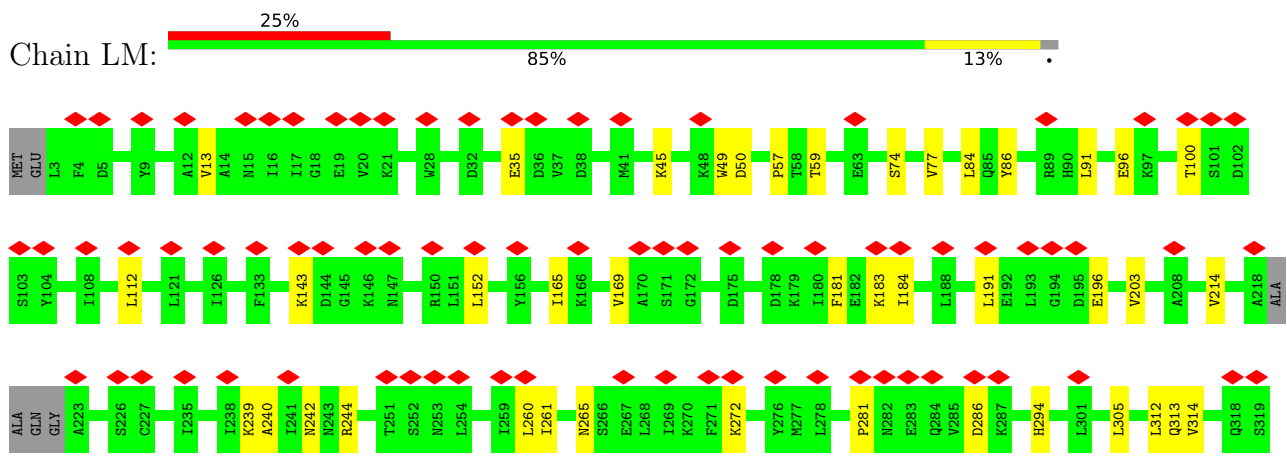 25%
Chain LM:
85%
13%
•
MET GLU L3 F4 D5 Y9 A12 V13 A14 N15 I16 I17 G18 E19 V20 K21 W28 D32 E35 D36 V37 D38 M41 K45 K48 W49 D50 P57 T58 T59 E63 S74 V77 L84 Q85 Y86 R89 H90 L91 E96 K97 T100 S101 D102
S103 Y104 I108 L112 L121 I126 F133 K143 D144 G145 K146 N147 R150 L151 L152 Y156 I165 K166 V169 A170 S171 G172 D175 D178 K179 I180 F181 E182 K183 I184 L188 L191 E192 L193 G194 D195 E196 V203 A208 V214 A218 ALA
ALA GLN GLY A223 S226 C227 I235 I238 K239 A240 I241 N242 N243 R244 T251 S252 N253 L254 I259 L260 I261 N265 S266 E267 L268 I269 K270 F271 K272 Y276 M277 L278 P281 N282 E283 Q284 V285 D286 K287 H294 L301 L305 L312 Q313 V314 Q318 S319